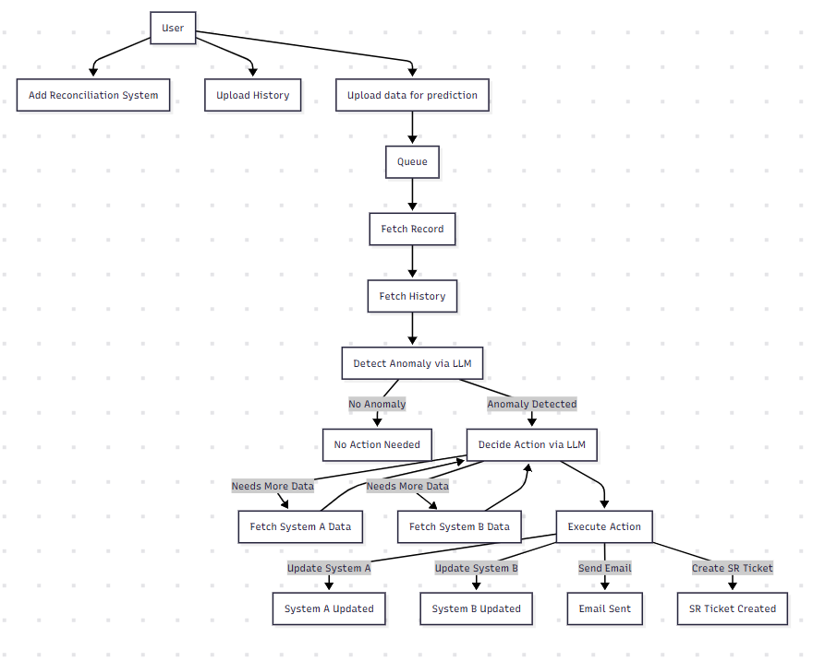 User
Add Reconciliation System
Upload History
Upload data for prediction
Queue
Fetch Record
Fetch History
Detect Anomaly via LLM
No Anomaly
Anomaly Detected
No Action Needed
Decide Action via LLM
Needs More Data
Needs More Data
Fetch System A Data
Fetch System B Data
Execute Action
Update System A
Update System B
Send Email
Create SR Ticket
System A Updated
System B Updated
Email Sent
SR Ticket Created